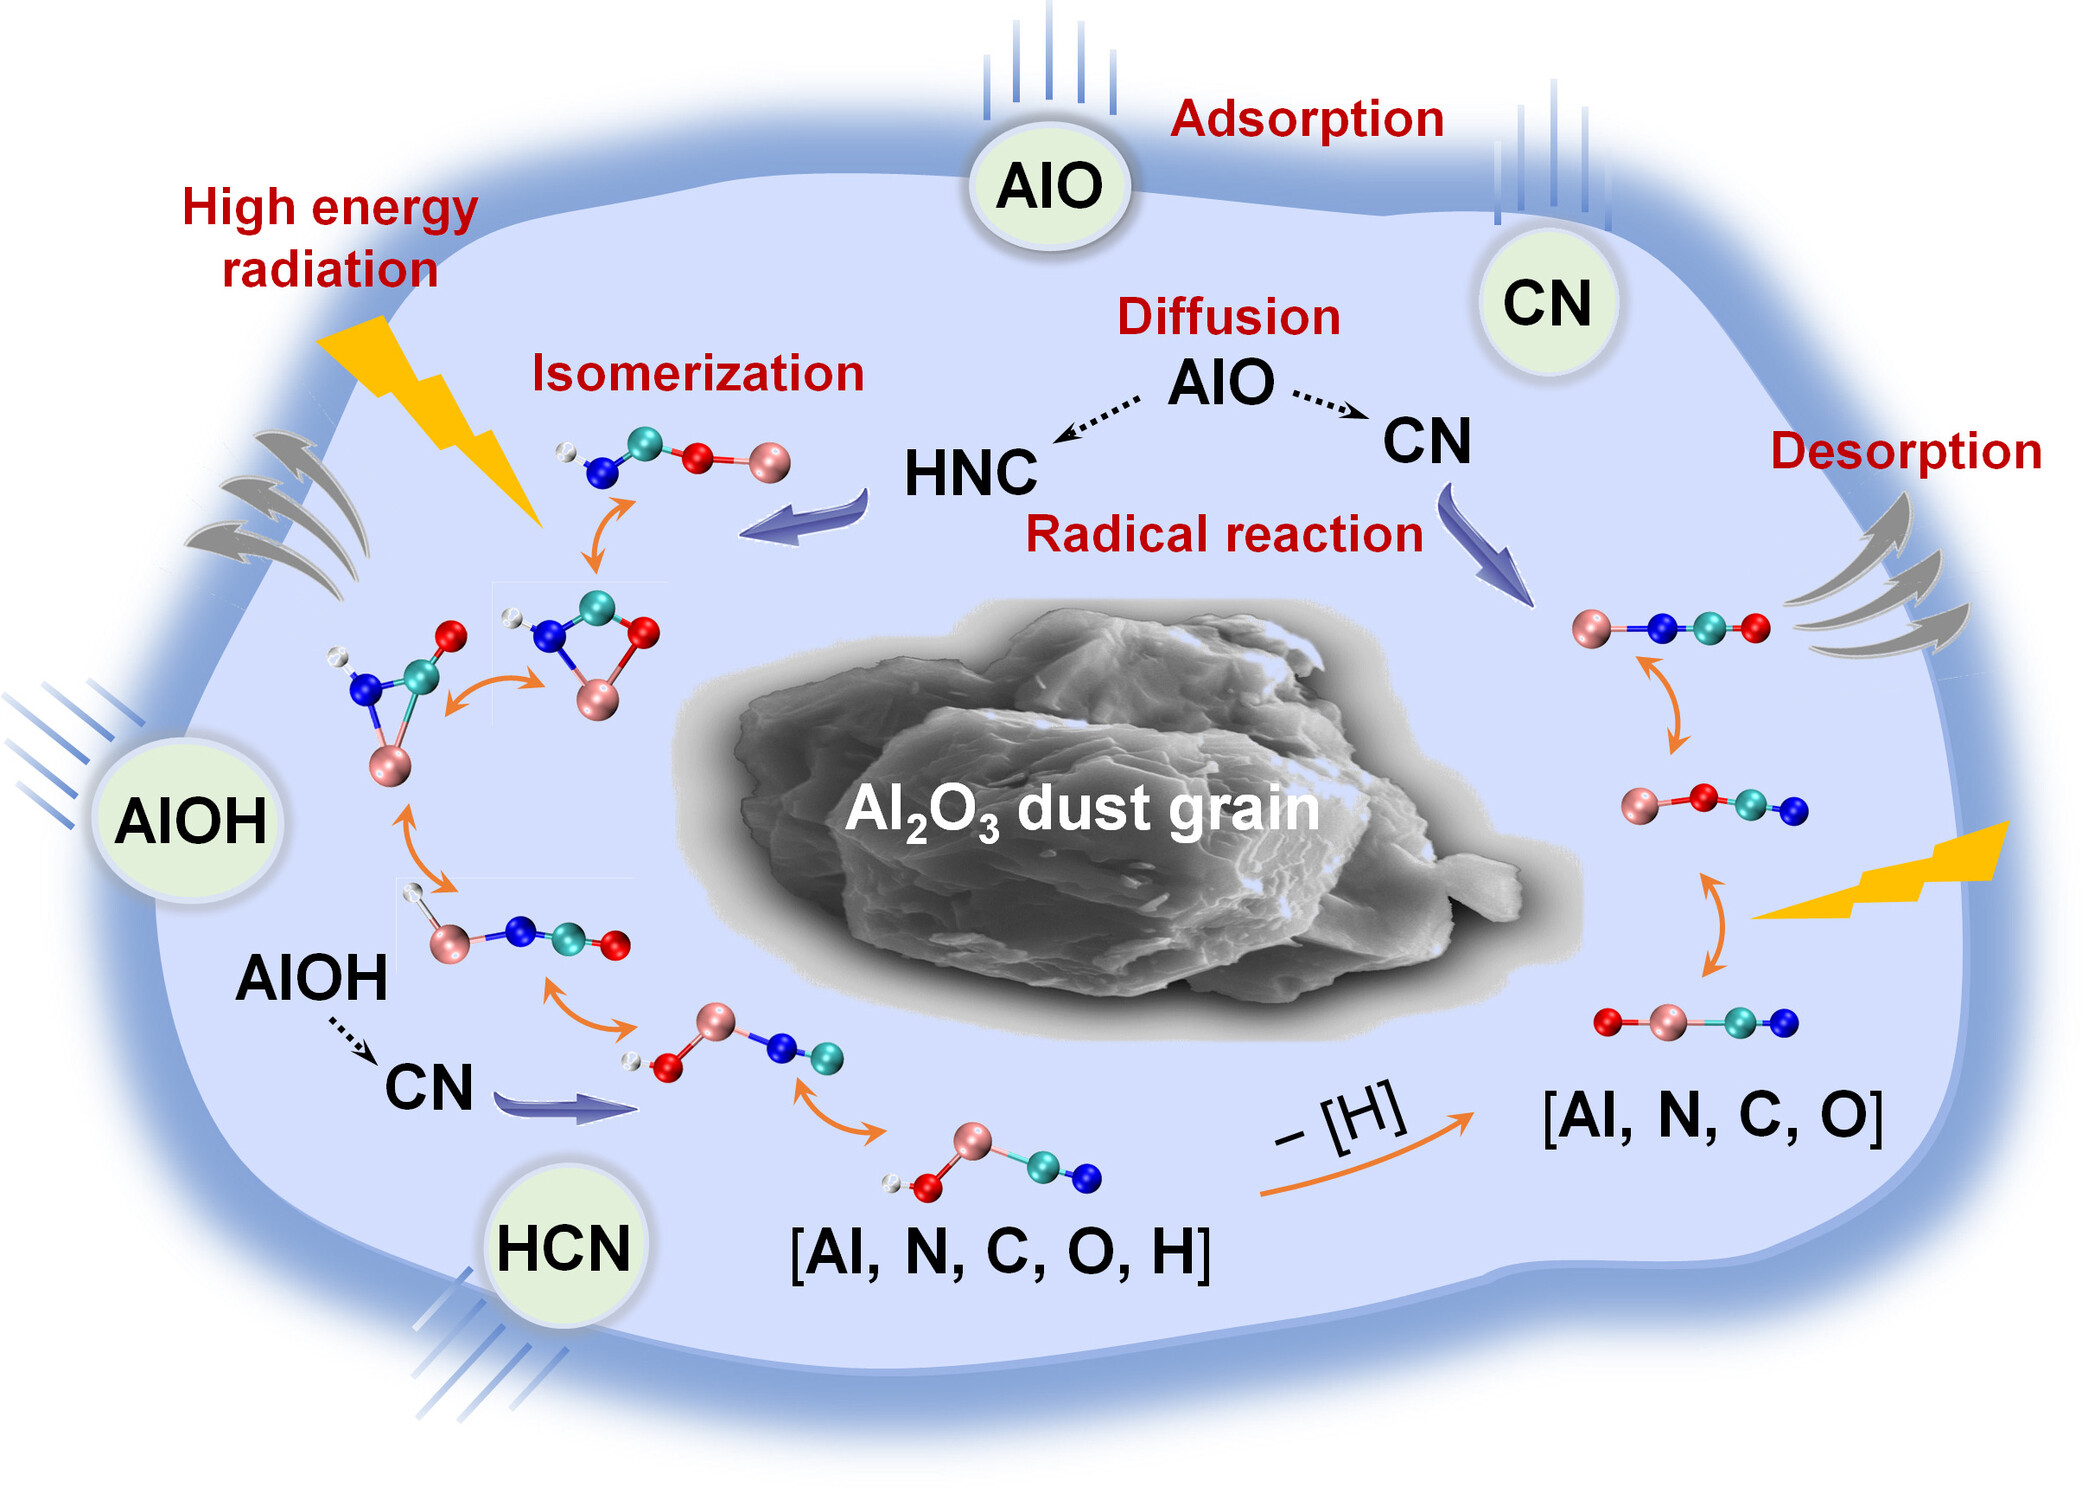 AlO
Adsorption
CN
High energy
radiation
Diffusion
Isomerization
AlO
CN
HNC
Desorption
Radical reaction
Al₂O₃ dust grain
AlOH
AlOH
CN
– [H]
[Al, N, C, O]
HCN
[Al, N, C, O, H]